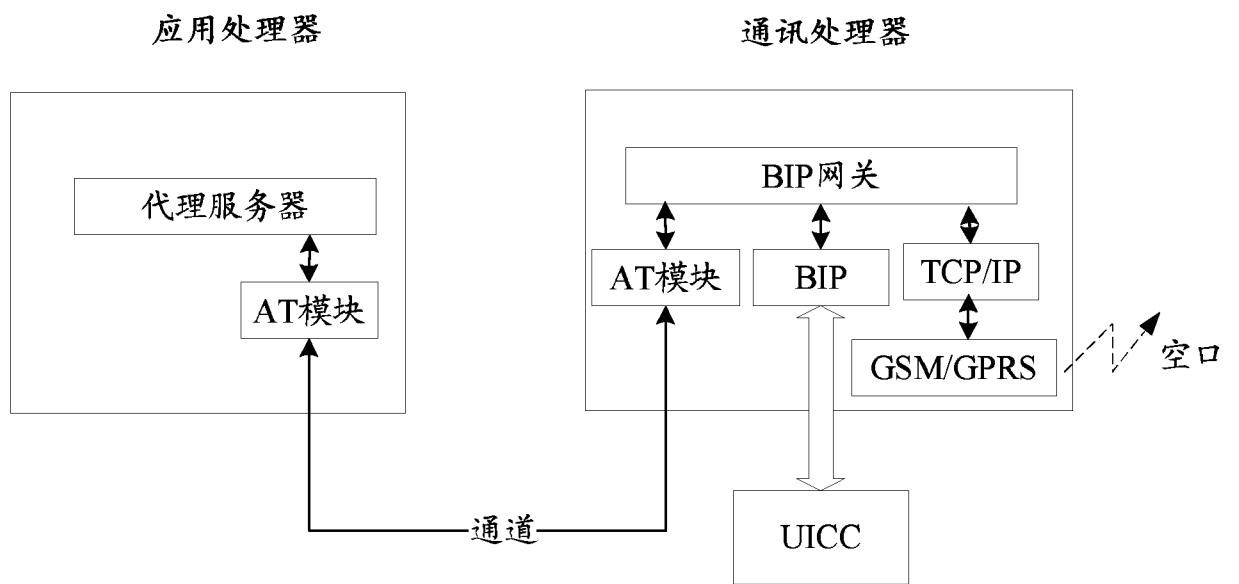 应用处理器
通讯处理器
代理服务器
AT模块
BIP网关
AT模块
BIP
TCP/IP
GSM/GPRS
空口
通道
UICC